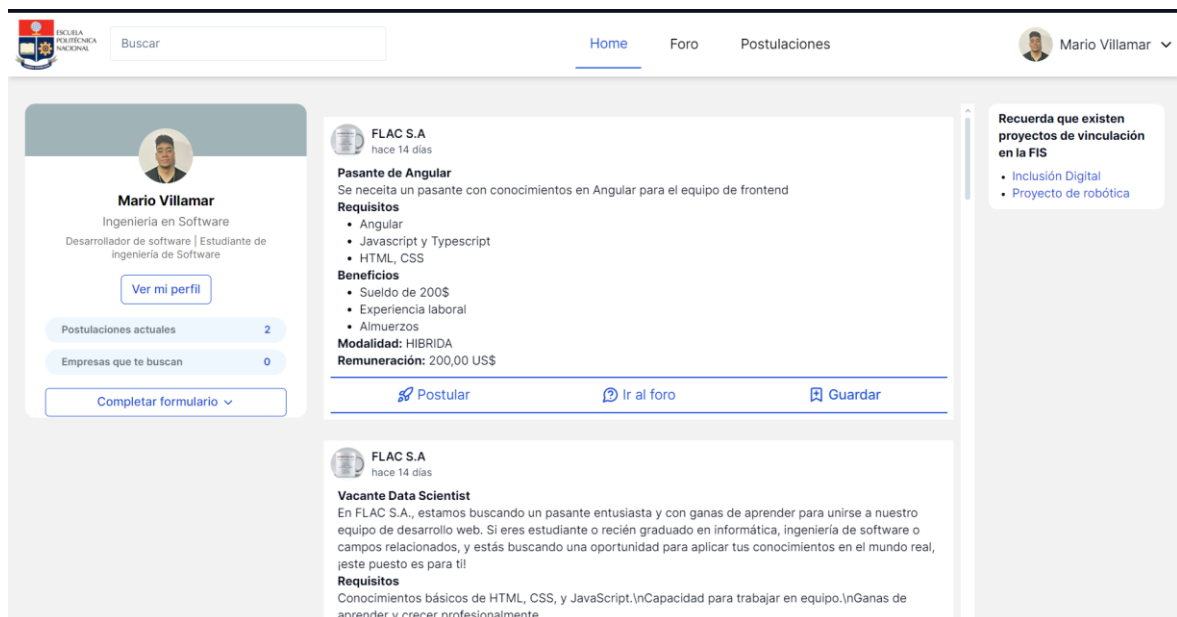 ESCUELA
POLITÉCNICA
NACIONAL
Buscar
Home
Foro
Postulaciones
Mario Villamar
Mario Villamar
Ingenieria en Software
Desarrollador de software | Estudiante de
ingeniería de Software
Ver mi perfil
Postulaciones actuales 2
Empresas que te buscan 0
Completar formulario
FLAC S.A
hace 14 días
Pasante de Angular
Se neceita un pasante con conocimientos en Angular para el equipo de frontend
Requisitos
• Angular
• Javascript y Typescript
• HTML, CSS
Beneficios
• Sueldo de 200$
• Experiencia laboral
• Almuerzos
Modalidad: HIBRIDA
Remuneración: 200,00 US$
Postular
Ir al foro
Guardar
FLAC S.A
hace 14 días
Vacante Data Scientist
En FLAC S.A., estamos buscando un pasante entusiasta y con ganas de aprender para unirse a nuestro
equipo de desarrollo web. Si eres estudiante o recién graduado en informática, ingeniería de software o
campos relacionados, y estás buscando una oportunidad para aplicar tus conocimientos en el mundo real,
¡este puesto es para ti!
Requisitos
Conocimientos básicos de HTML, CSS, y JavaScript.\nCapacidad para trabajar en equipo.\nGanas de
aprender y crecer profesionalmente
Recuerda que existen
proyectos de vinculación
en la FIS
• Inclusión Digital
• Proyecto de robótica